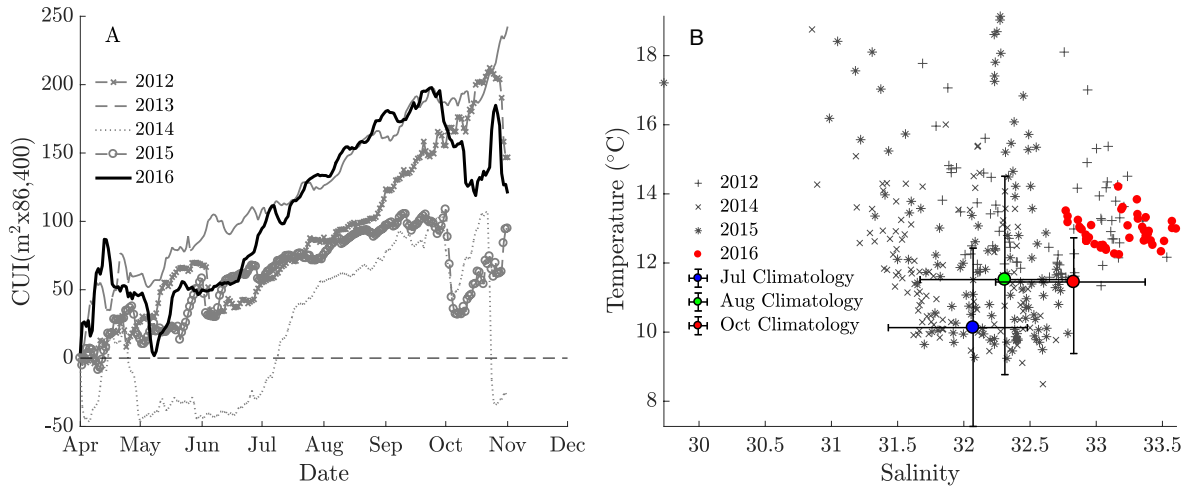 A
250
200
150
100
50
0
-50
CUI(m²x86,400)
2012
2013
2014
2015
2016
Apr May Jun Jul Aug Sep Oct Nov Dec
Date
B
18
16
14
12
10
8
Temperature (°C)
2012
2014
2015
2016
Jul Climatology
Aug Climatology
Oct Climatology
30 30.5 31 31.5 32 32.5 33 33.5
Salinity